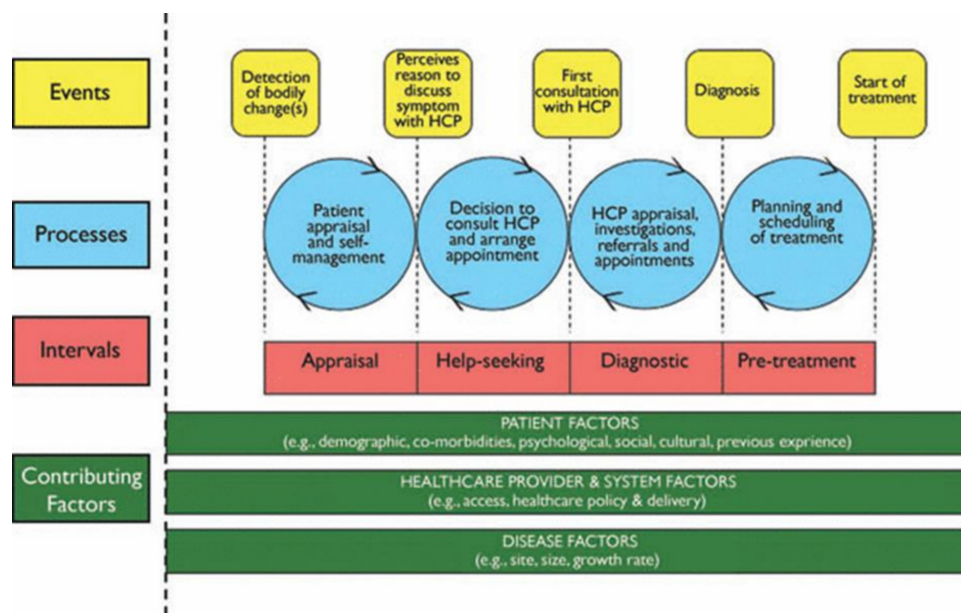 Events
Detection
of bodily
change(s)
Perceives
reason to
discuss
symptom
with HCP
First
consultation
with HCP
Diagnosis
Start of
treatment
Processes
Patient
appraisal
and self-
management
Decision to
consult HCP
and arrange
appointment
HCP appraisal,
investigations,
referrals and
appointments
Planning and
scheduling
of treatment
Intervals
Appraisal
Help-seeking
Diagnostic
Pre-treatment
Contributing
Factors
PATIENT FACTORS
(e.g., demographic, co-morbidities, psychological, social, cultural, previous exprience)
HEALTHCARE PROVIDER & SYSTEM FACTORS
(e.g., access, healthcare policy & delivery)
DISEASE FACTORS
(e.g., site, size, growth rate)